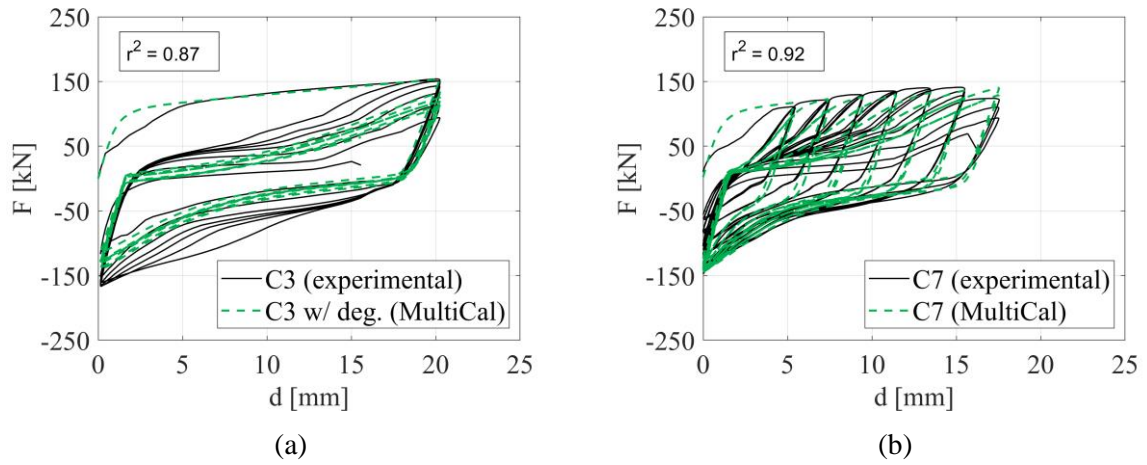 250
150
50
-50
-150
-250
F [kN]
r² = 0.87
C3 (experimental)
C3 w/ deg. (MultiCal)
0 5 10 15 20 25
d [mm]
(a)
250
150
50
-50
-150
-250
F [kN]
r² = 0.92
C7 (experimental)
C7 (MultiCal)
0 5 10 15 20 25
d [mm]
(b)